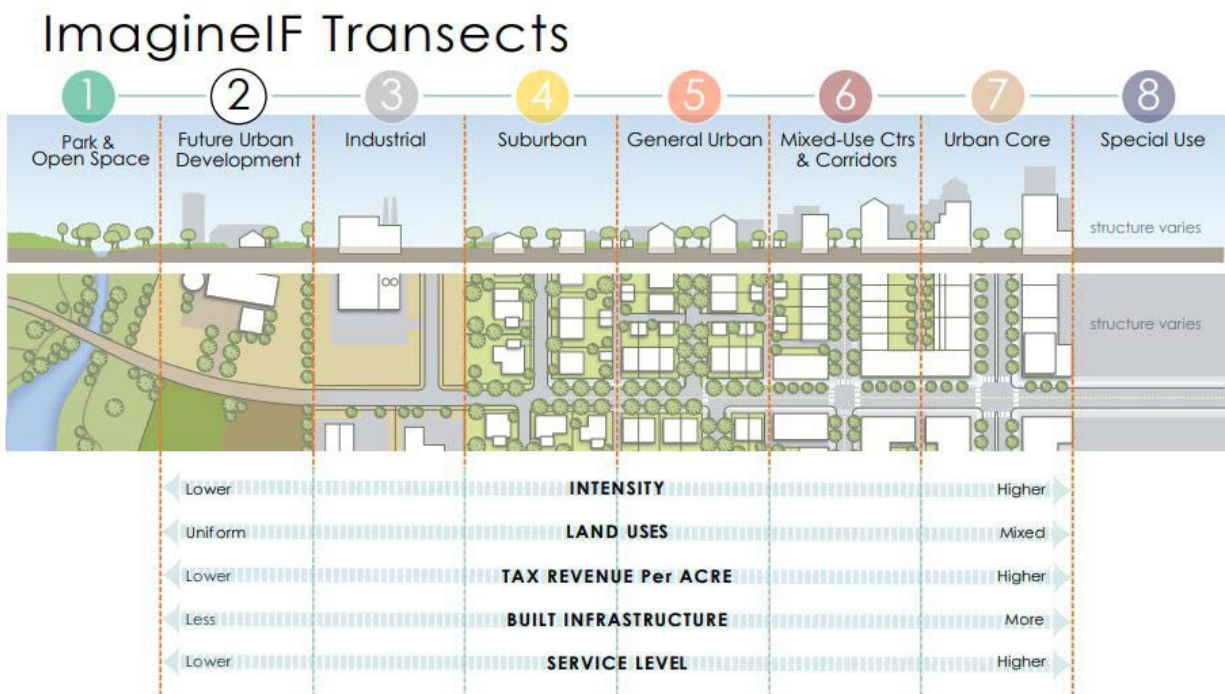 ImagineIF Transects
1 2 3 4 5 6 7 8
Park &
Open Space
Future Urban
Development
Industrial
Suburban
General Urban
Mixed-Use Ctrs
& Corridors
Urban Core
Special Use
structure varies
structure varies
Lower INTENSITY Higher
Uniform LAND USES Mixed
Lower TAX REVENUE Per ACRE Higher
Less BUILT INFRASTRUCTURE More
Lower SERVICE LEVEL Higher